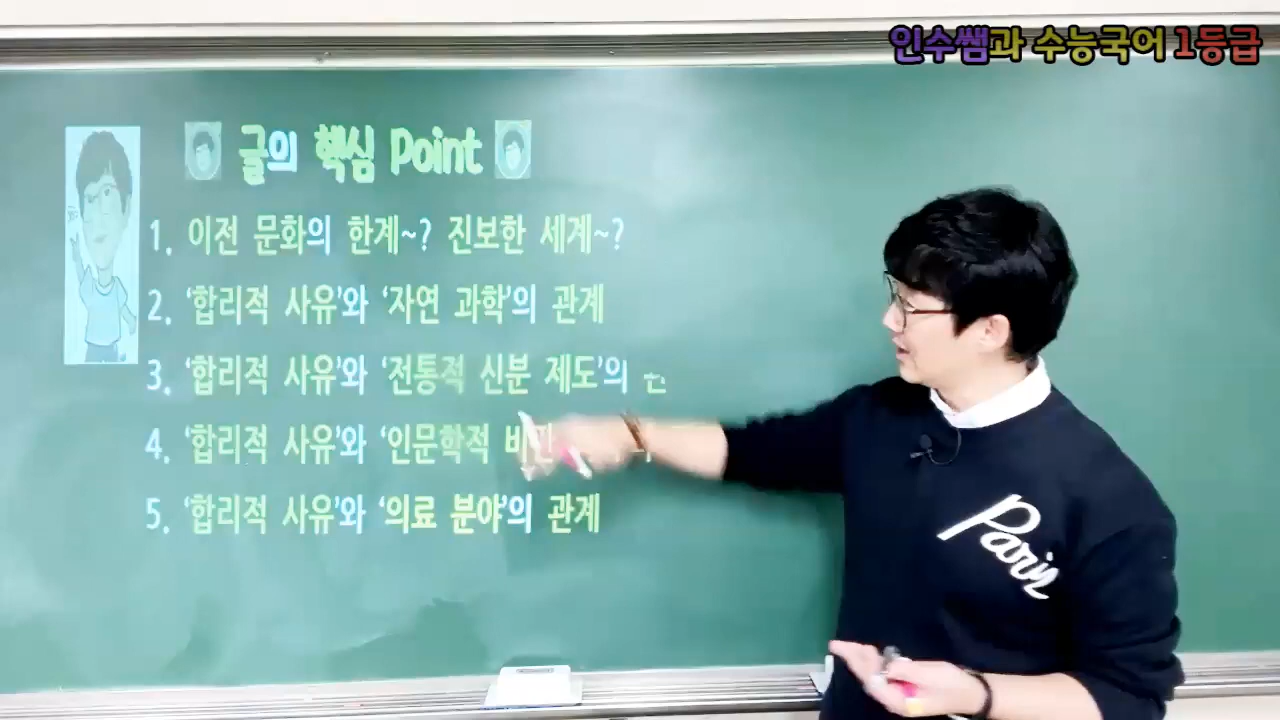 인수쌤과 수능국어 1등급
글의 핵심 Point
1. 이전 문화의 한계~? 진보한 세계~?
2. ‘합리적 사유’와 ‘자연 과학’의 관계
3. ‘합리적 사유’와 ‘전통적 신분 제도’의
4. ‘합리적 사유’와 ‘인문학적
5. ‘합리적 사유’와 ‘의료 분야’의 관계
Paris